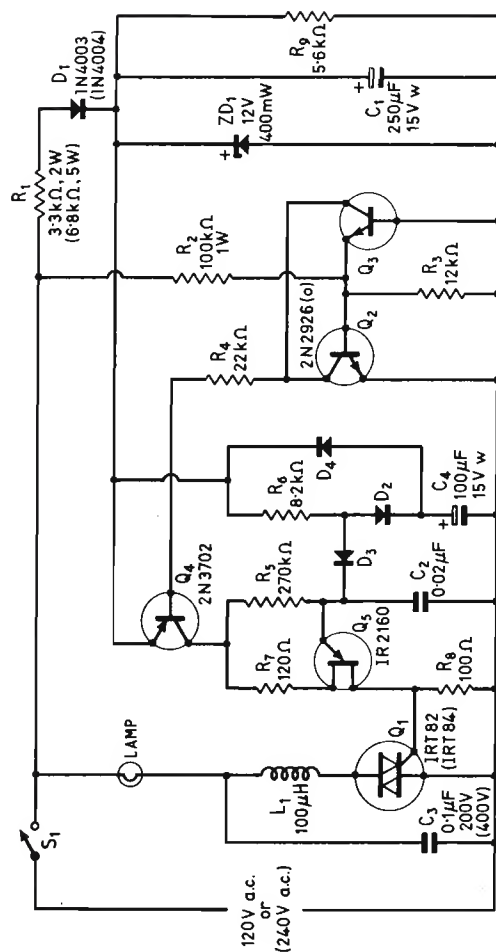 S1
120V a.c.
or
(240V a.c.)
LAMP
L1
100μH
C3
0.1μF
200V
(400V)
Q1
IRT82
(IRT84)
R7
120Ω
R5
270kΩ
Q5
IR2160
R8
100Ω
C2
0.02μF
Q4
2N3702
D3
R6
8.2kΩ
D2
D4
+
C4
100μF
15V w
R4
22kΩ
2N2926(o)
Q2
R2
100kΩ
1W
Q3
R3
12kΩ
R1
3.3kΩ, 2W
(6.8kΩ, 5W)
D1
1N4003
(1N4004)
+
ZD1
12V
400mW
+
C1
250μF
15V w
R9
5.6kΩ